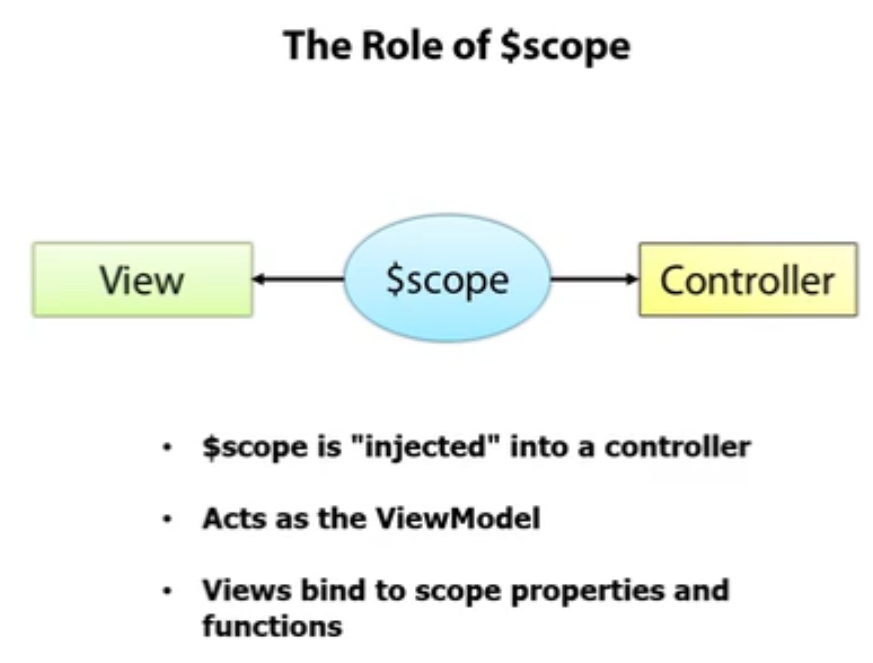 The Role of $scope
View
$scope
Controller
• $scope is "injected" into a controller
• Acts as the ViewModel
• Views bind to scope properties and
functions